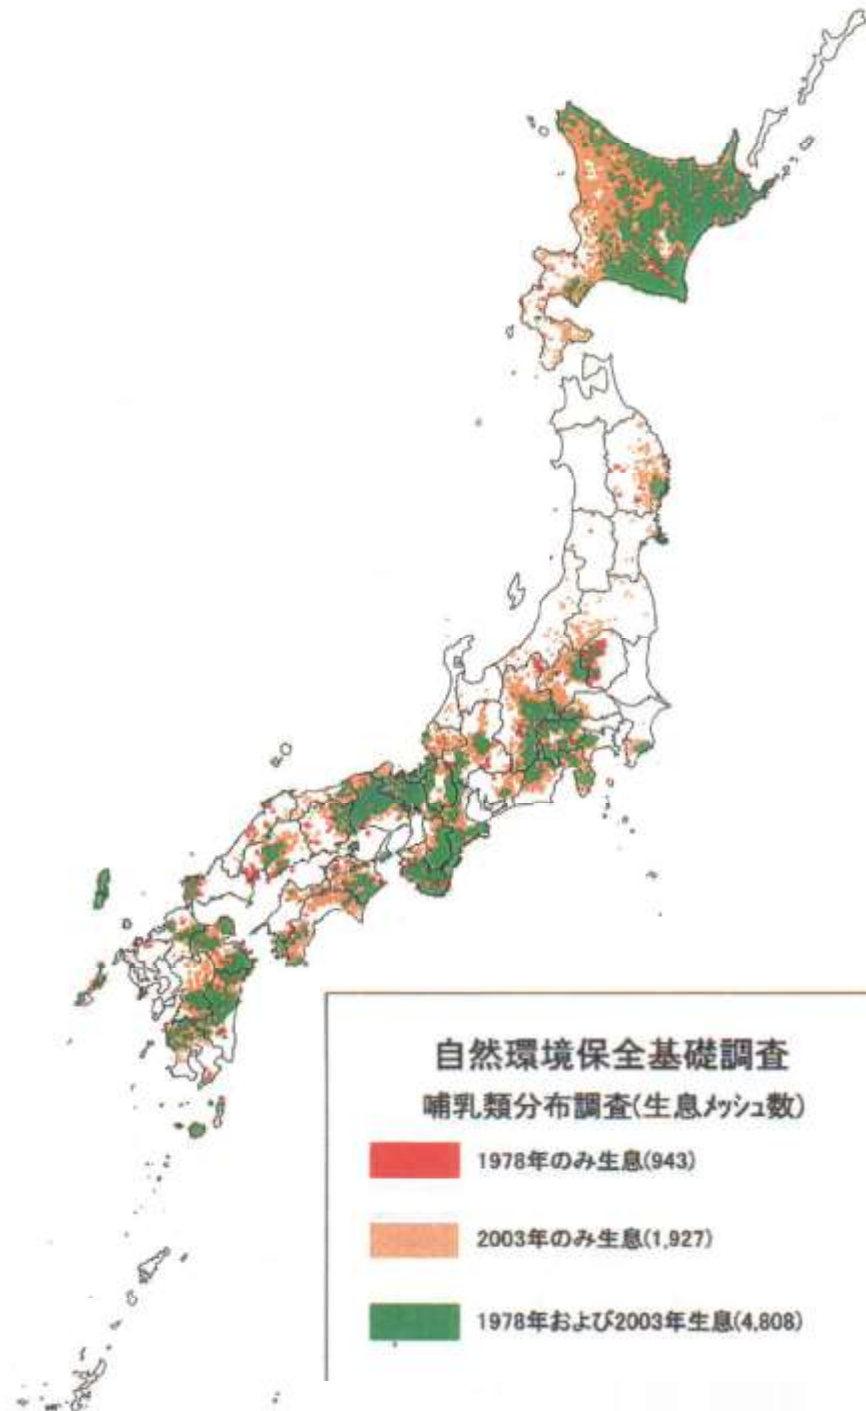 自然環境保全基礎調査
哺乳類分布調査(生息メッシュ数)
1978年のみ生息(943)
2003年のみ生息(1,927)
1978年および2003年生息(4,808)